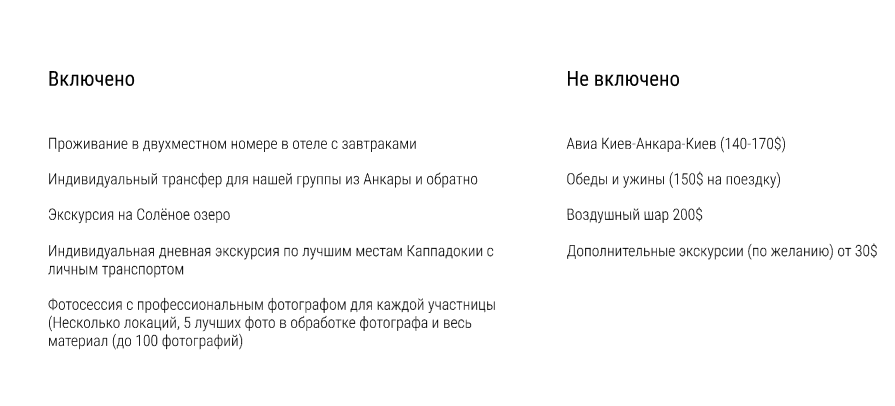 Включено
Проживание в двухместном номере в отеле с завтраками
Индивидуальный трансфер для нашей группы из Анкары и обратно
Экскурсия на Солёное озеро
Индивидуальная дневная экскурсия по лучшим местам Каппадокии с
личным транспортом
Фотосессия с профессиональным фотографом для каждой участницы
(Несколько локаций, 5 лучших фото в обработке фотографа и весь
материал (до 100 фотографий)
Не включено
Авиа Киев-Анкара-Киев (140-170$)
Обеды и ужины (150$ на поездку)
Воздушный шар 200$
Дополнительные экскурсии (по желанию) от 30$